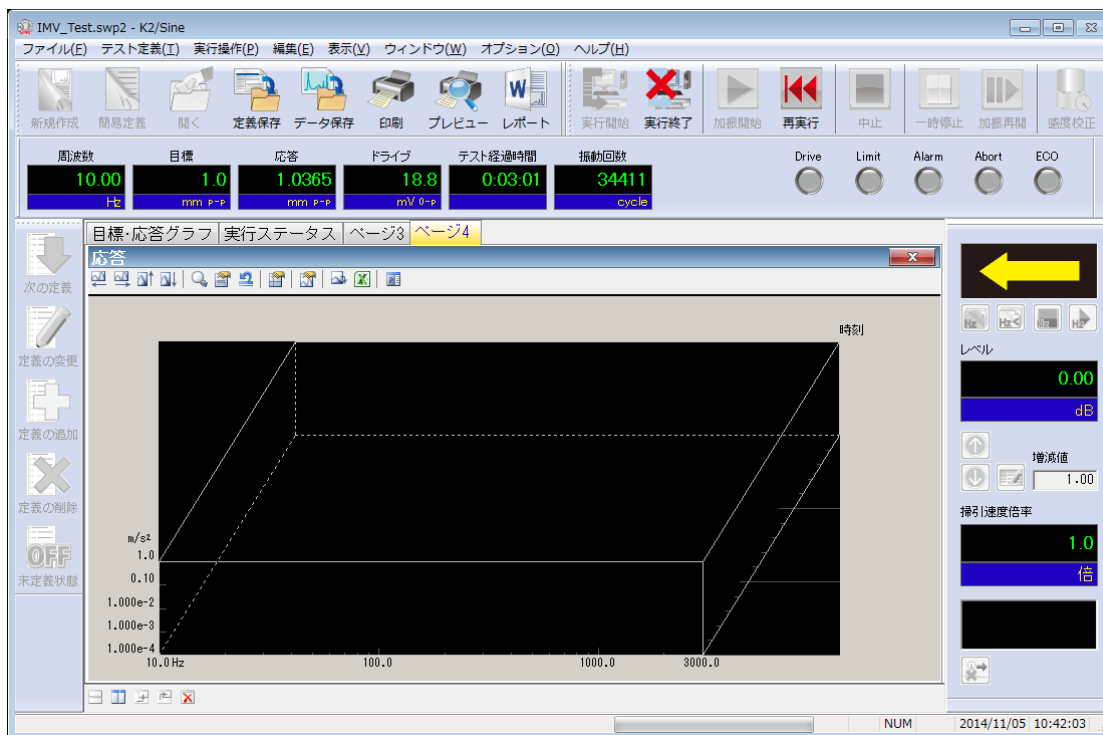 IMV_Test.swp2 - K2/Sine
ファイル(F) テスト定義(T) 実行操作(P) 編集(E) 表示(V) ウィンドウ(W) オプション(O) ヘルプ(H)
新規作成 簡易定義 開く 定義保存 データ保存 印刷 プレビュー レポート 実行開始 実行終了 加振開始 再実行 中止 一時停止 加振再開 感度校正
周波数 目標 応答 ドライブ テスト経過時間 振動回数 Drive Limit Alarm Abort ECO
10.00 1.0 1.0365 18.8 0:03:01 34411
Hz mm P-P mm P-P mV 0-P cycle
目標・応答グラフ 実行ステータス ページ3 ページ4
応答
次の定義
定義の変更
定義の追加
定義の削除
OFF
未定義状態
時刻
m/s²
1.0
0.10
1.000e-2
1.000e-3
1.000e-4
10.0 Hz 100.0 1000.0 3000.0
レベル
0.00
dB
増減値
1.00
掃引速度倍率
1.0
倍
NUM 2014/11/05 10:42:03